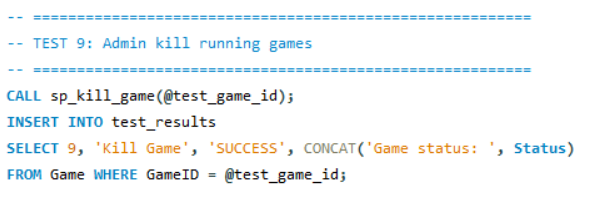 -- ============================================================
-- TEST 9: Admin kill running games
-- ============================================================
CALL sp_kill_game(@test_game_id);
INSERT INTO test_results
SELECT 9, 'Kill Game', 'SUCCESS', CONCAT('Game status: ', Status)
FROM Game WHERE GameID = @test_game_id;